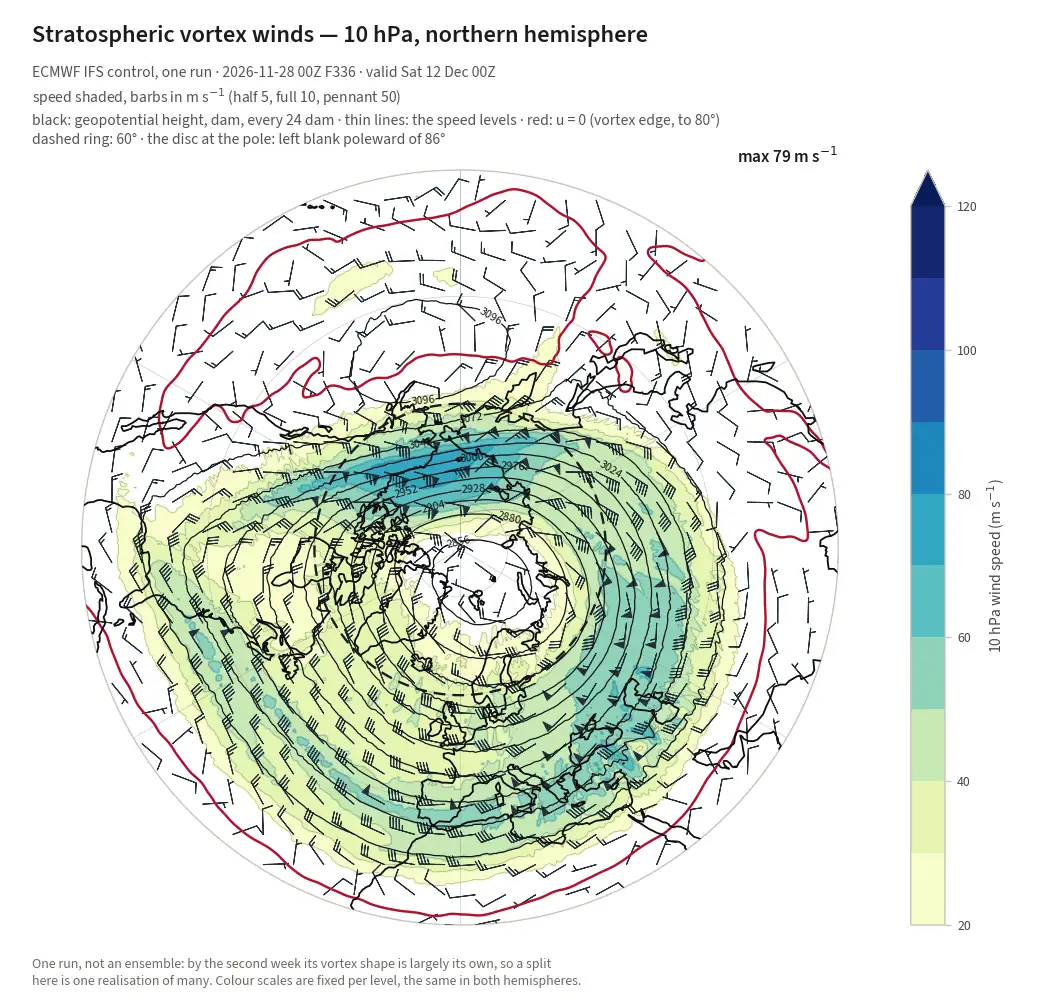 Stratospheric vortex winds — 10 hPa, northern hemisphere
ECMWF IFS control, one run · 2026-11-28 00Z F336 · valid Sat 12 Dec 00Z
speed shaded, barbs in m s⁻¹ (half 5, full 10, pennant 50)
black: geopotential height, dam, every 24 dam · thin lines: the speed levels · red: u = 0 (vortex edge, to 80°)
dashed ring: 60° · the disc at the pole: left blank poleward of 86°
max 79 m s⁻¹
120
100
80
60
40
20
10 hPa wind speed (m s⁻¹)
3096
3096
3024
2976
2952
2928
2904
2880
One run, not an ensemble: by the second week its vortex shape is largely its own, so a split
here is one realisation of many. Colour scales are fixed per level, the same in both hemispheres.